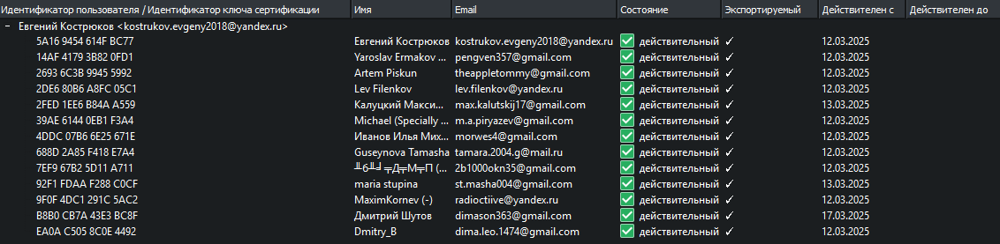 Идентификатор пользователя / Идентификатор ключа сертификации Имя Email Состояние Экспортируемый Действителен с Действителен до
Евгений Кострюков <kostrukov.evgeny2018@yandex.ru>
5A16 9454 614F BC77 Евгений Кострюков kostrukov.evgeny2018@yandex.ru действительный ✓ 12.03.2025
14AF 4179 3B82 0FD1 Yaroslav Ermakov ... pengven357@gmail.com действительный ✓ 12.03.2025
2693 6C3B 9945 5992 Artem Piskun theappletommy@gmail.com действительный ✓ 12.03.2025
2DE6 80B6 A8FC 05C1 Lev Filenkov lev.filenkov@yandex.ru действительный ✓ 12.03.2025
2FED 1EE6 B84A A559 Калуцкий Макси... max.kalutskij17@gmail.com действительный ✓ 13.03.2025
39AE 6144 0EB1 F3A4 Michael (Specially ... m.a.piryazev@gmail.com действительный ✓ 12.03.2025
4DDC 07B6 6E25 671E Иванов Илья Мих... morwes4@gmail.com действительный ✓ 12.03.2025
688D 2A85 F418 E7A4 Guseynova Tamasha tamara.2004.g@mail.ru действительный ✓ 12.03.2025
7EF9 67B2 5D11 A711 2b1000okn35@gmail.com действительный ✓ 12.03.2025
92F1 FDAA F288 C0CF maria stupina st.masha004@gmail.com действительный ✓ 13.03.2025
9F0F 4DC1 291C 5AC2 MaximKornev (-) radioctiive@yandex.ru действительный ✓ 12.03.2025
B8B0 CB7A 43E3 BC8F Дмитрий Шутов dimason363@gmail.com действительный ✓ 17.03.2025
EA0A C505 8C0E 4492 Dmitry_B dima.leo.1474@gmail.com действительный ✓ 12.03.2025